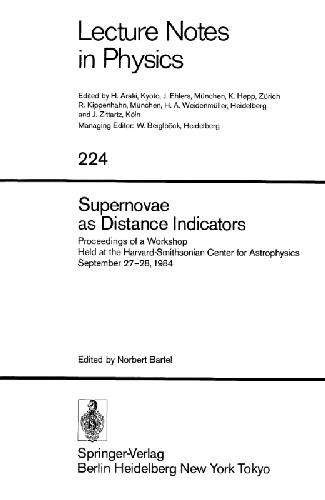 Lecture Notes
in Physics
Edited by H. Araki, Kyoto, J. Ehlers, München, K. Hepp, Zürich
R. Kippenhahn, München, H. A. Weidenmüller, Heidelberg
and J. Zittartz, Köln
Managing Editor: W. Beiglböck, Heidelberg
224
Supernovae
as Distance Indicators
Proceedings of a Workshop
Held at the Harvard-Smithsonian Center for Astrophysics
September 27–28, 1984
Edited by Norbert Bartel
Springer-Verlag
Berlin Heidelberg New York Tokyo